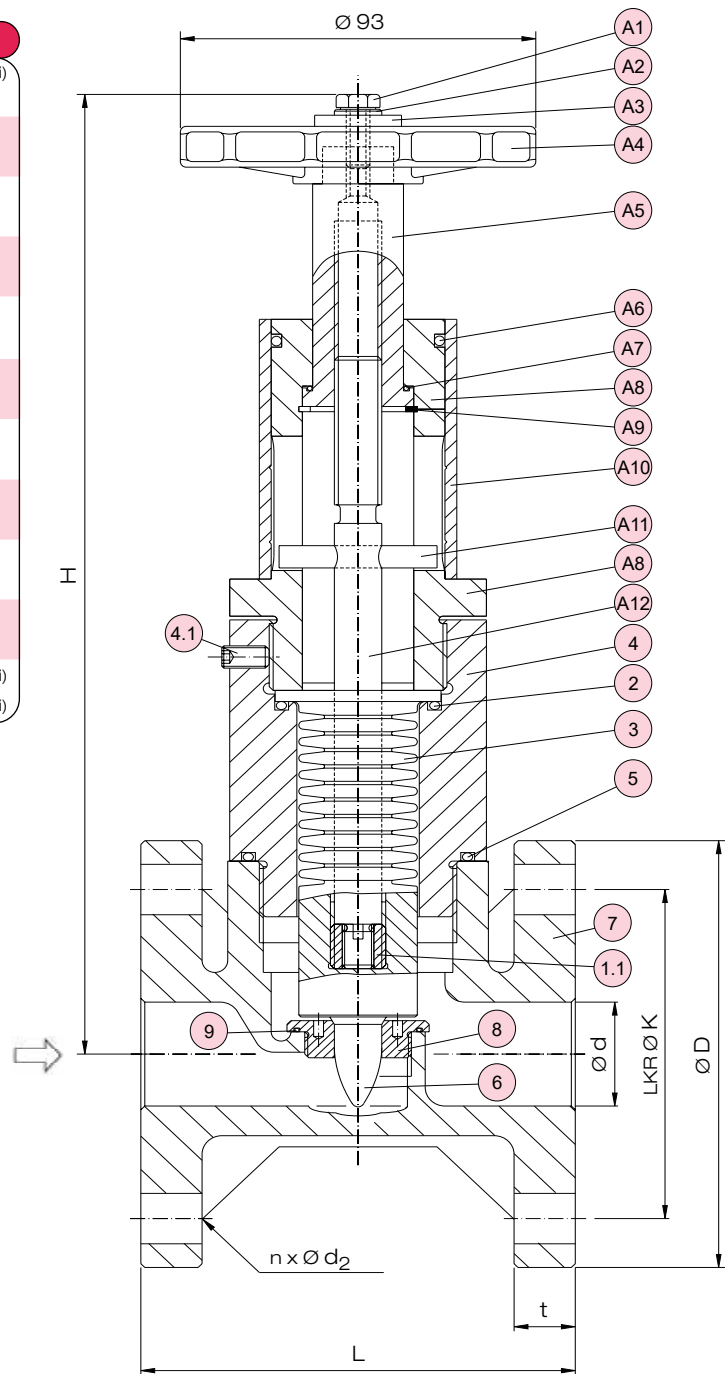 Ø 93
A1
A2
A3
A4
A5
A6
A7
A8
A9
A10
A11
A8
A12
4
2
3
5
7
1.1
8
6
9
4.1
H
i)
i)
i)
Ø d
LKR Ø K
Ø D
n x Ø d₂
t
L